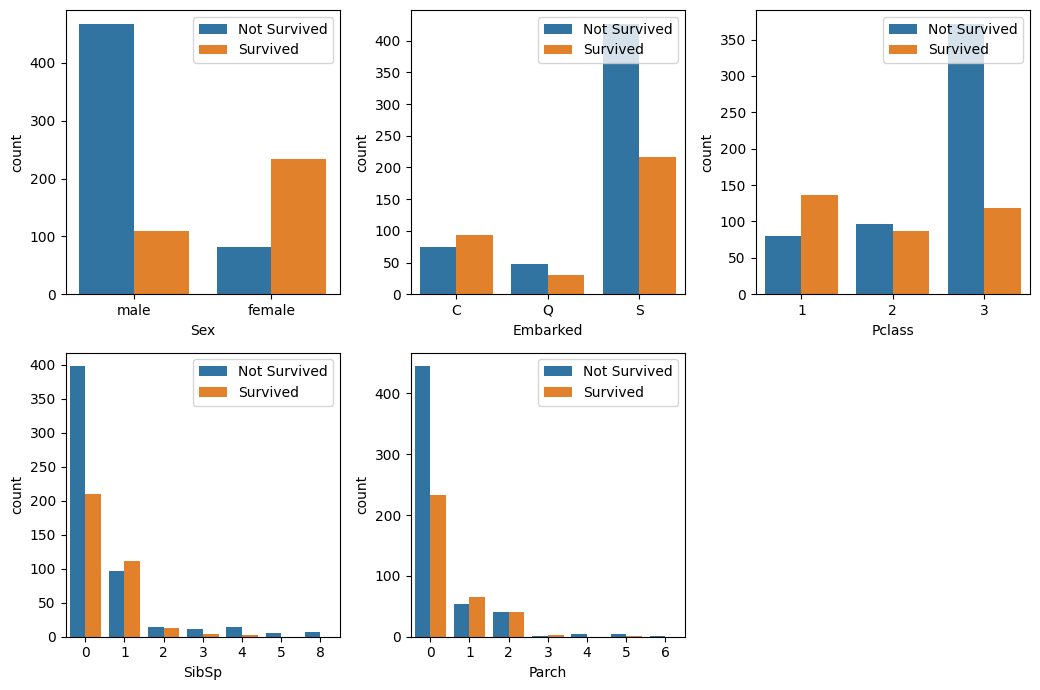 Not Survived
Survived
count
400
300
200
100
0
male female
Sex
Not Survived
Survived
count
400
350
300
250
200
150
100
50
0
C Q S
Embarked
Not Survived
Survived
count
350
300
250
200
150
100
50
0
1 2 3
Pclass
Not Survived
Survived
count
400
350
300
250
200
150
100
50
0
0 1 2 3 4 5 8
SibSp
Not Survived
Survived
count
400
300
200
100
0
0 1 2 3 4 5 6
Parch